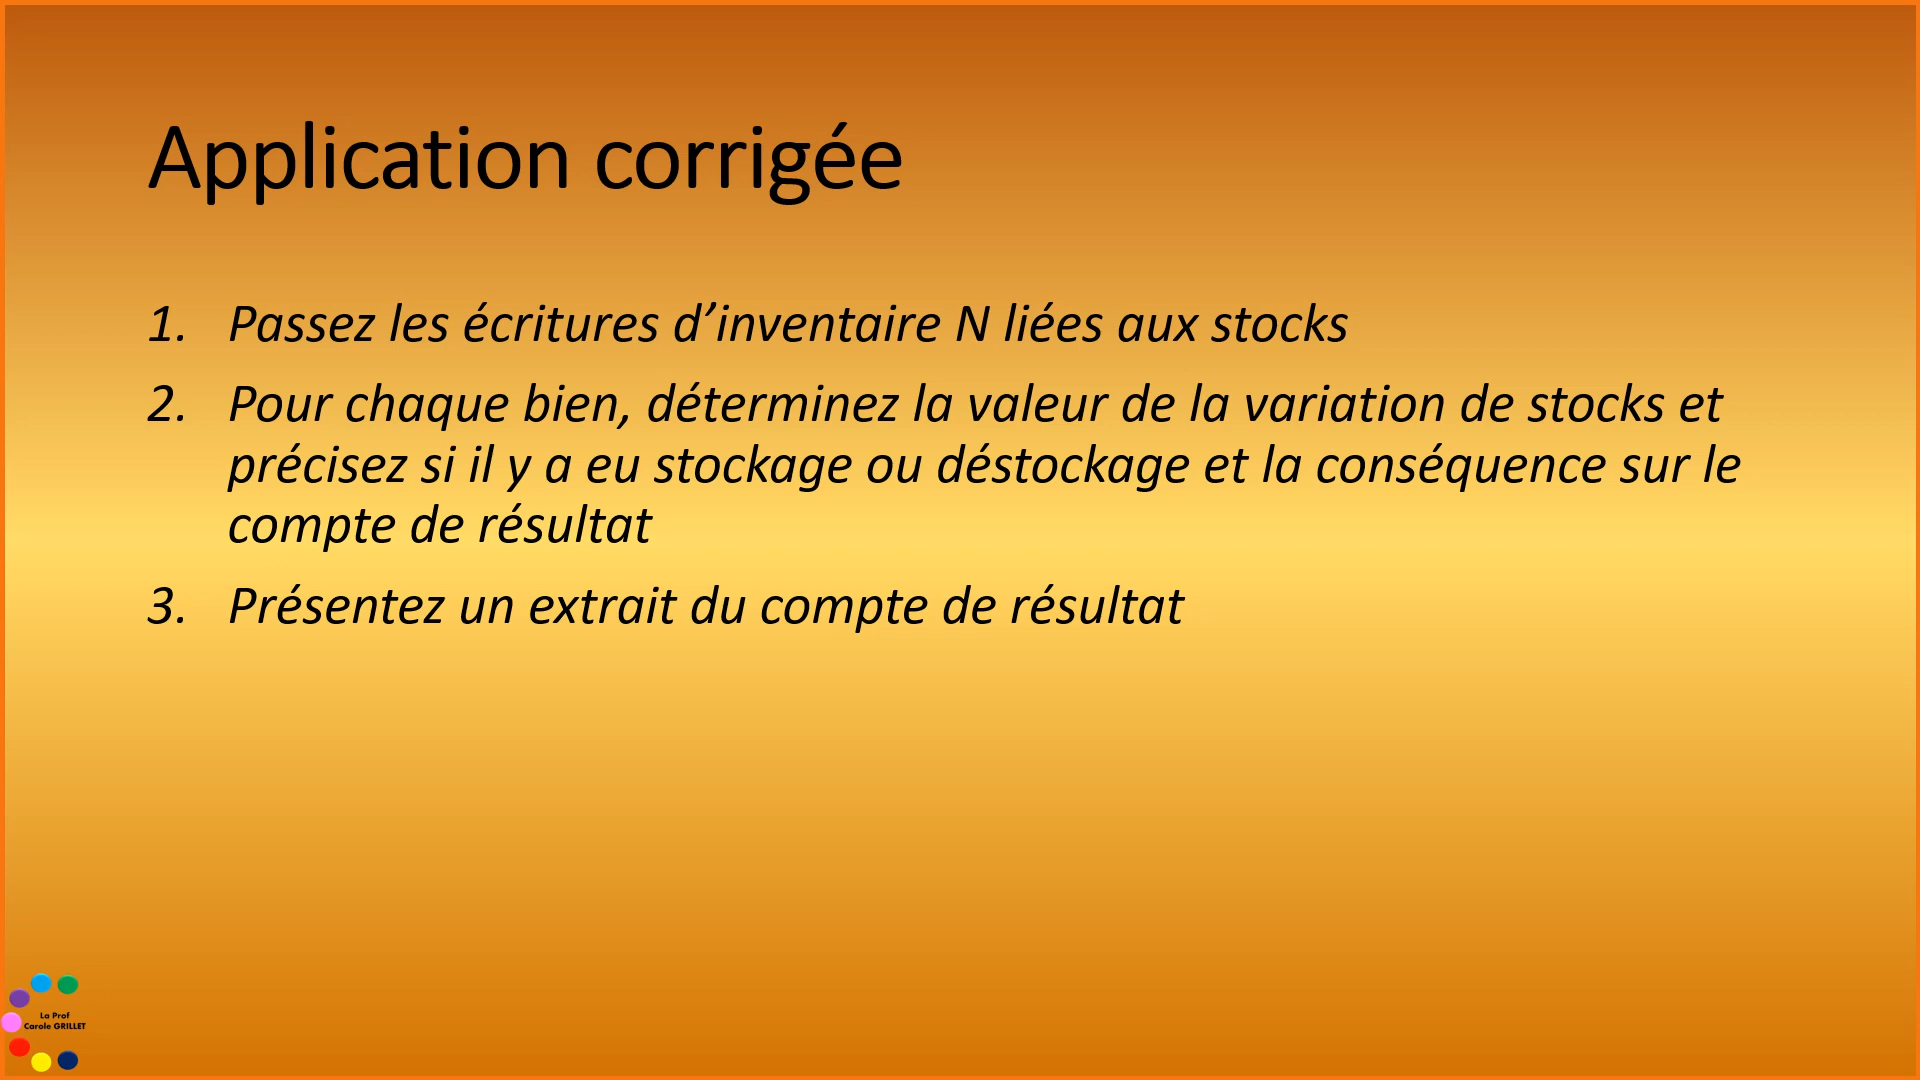 Application corrigée
1. Passez les écritures d’inventaire N liées aux stocks
2. Pour chaque bien, déterminez la valeur de la variation de stocks et
précisez si il y a eu stockage ou déstockage et la conséquence sur le
compte de résultat
3. Présentez un extrait du compte de résultat
La Prof
Carole GRILLET